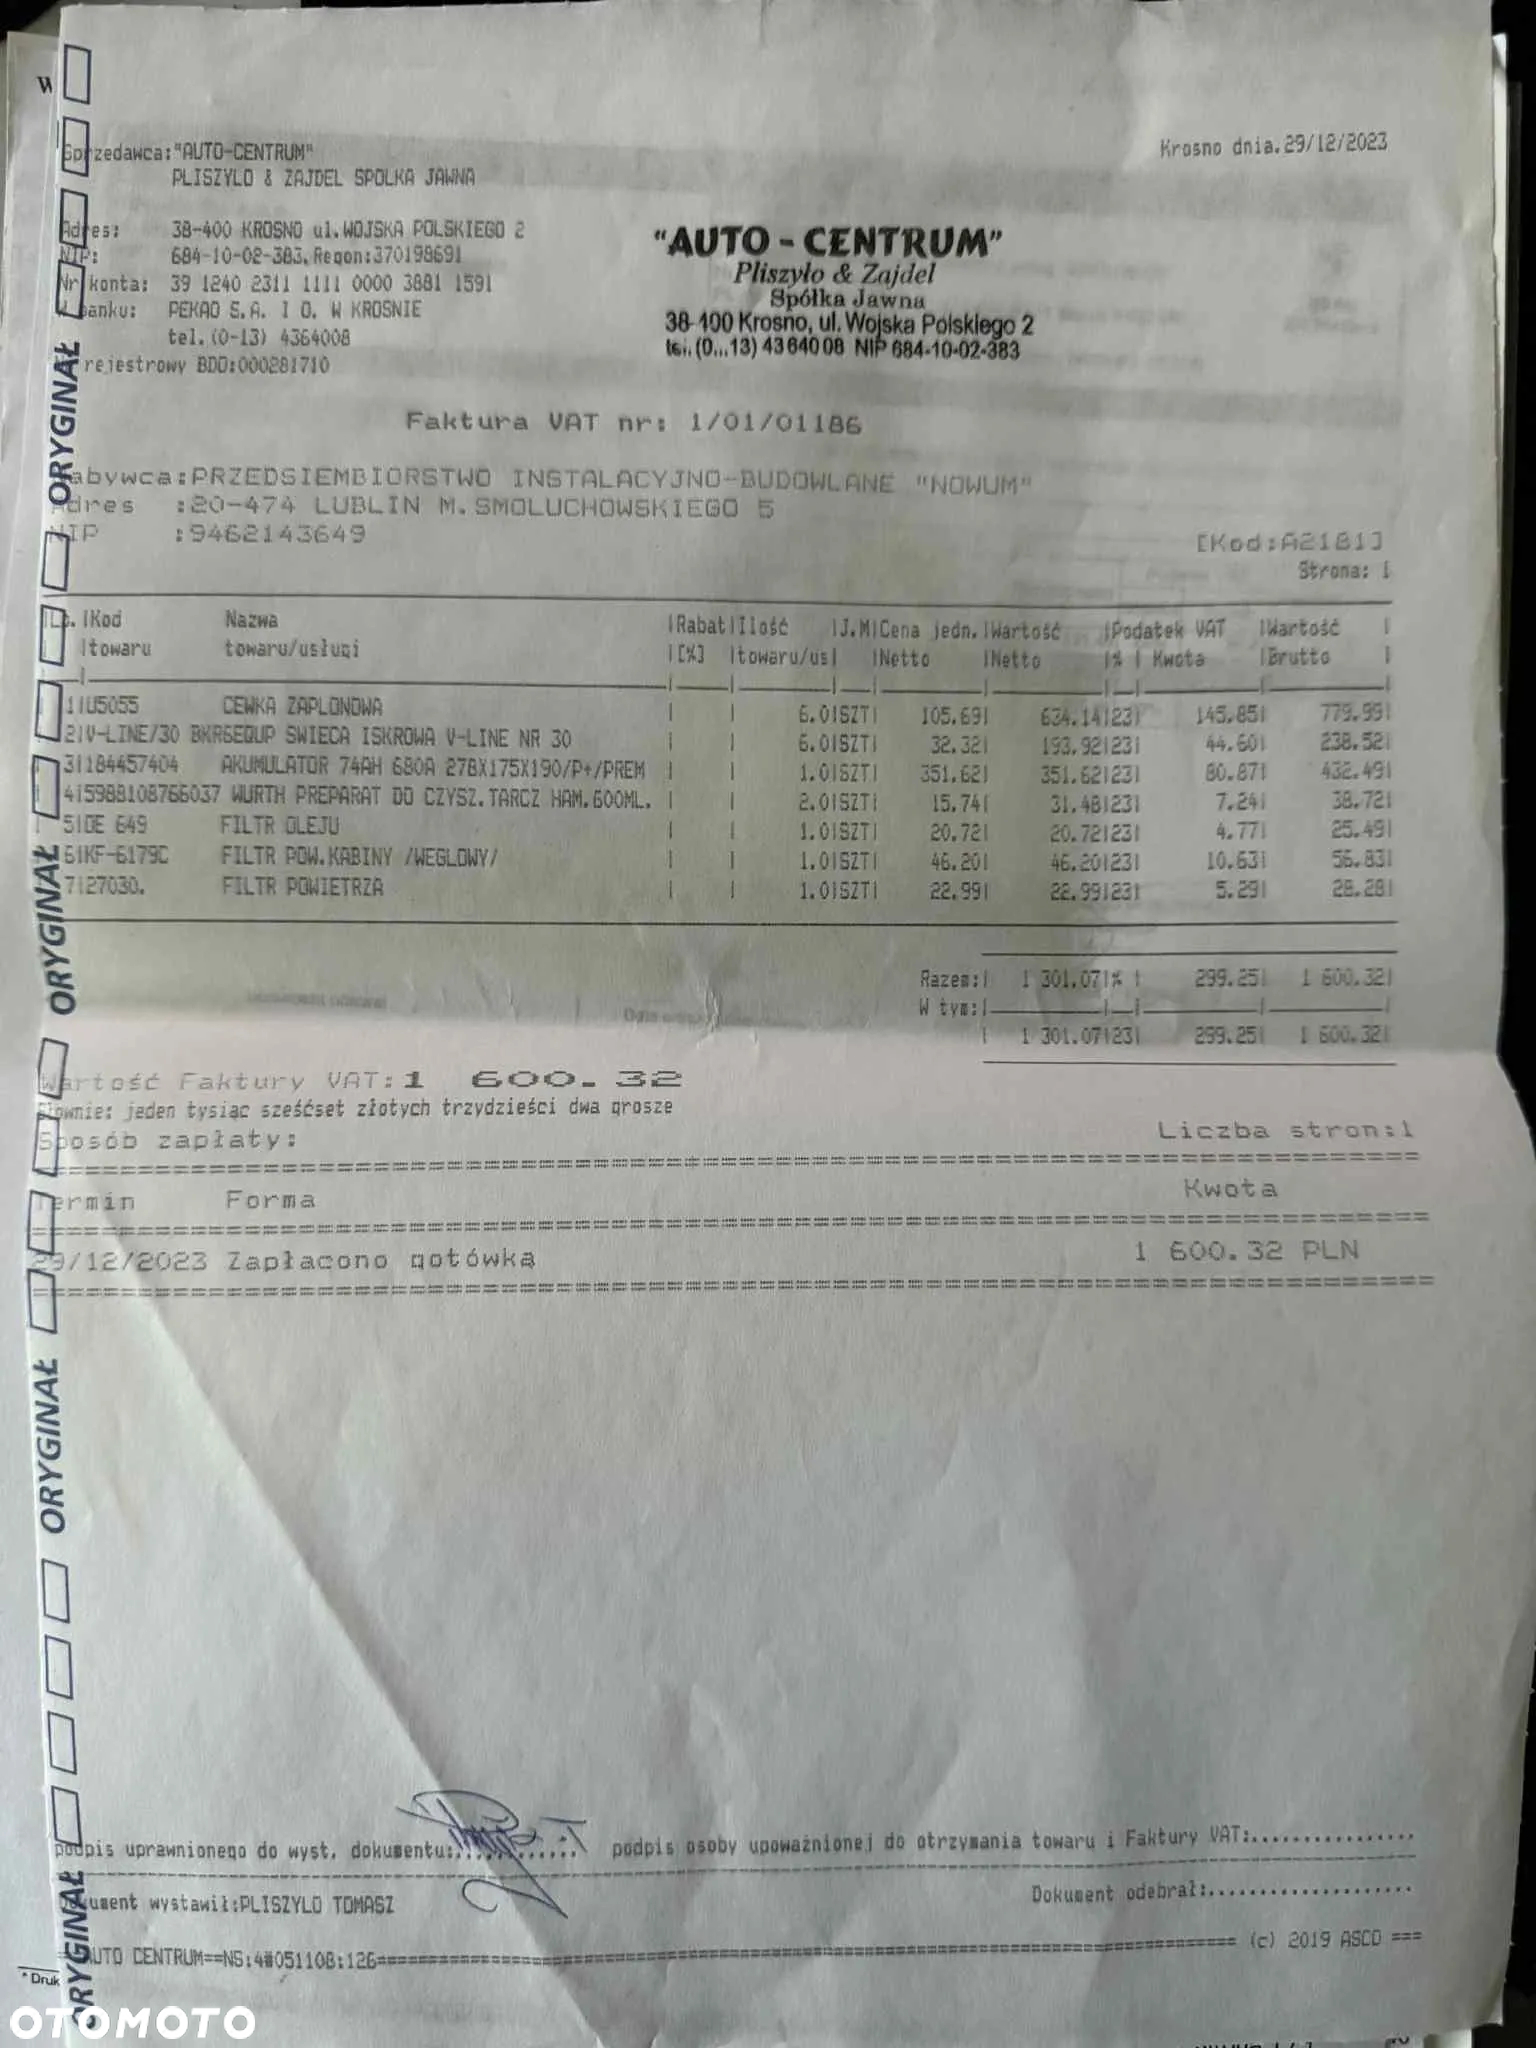 W
Sprzedawca:"AUTO-CENTRUM"
PLISZYLO & ZAJDEL SPOLKA JAWNA
Krosno dnia.29/12/2023
Adres: 38-400 KROSNO ul.WOJSKA POLSKIEGO 2
NIP: 684-10-02-383, Regon:370198691
Nr konta: 39 1240 2311 1111 0000 3881 1591
banku: PEKAO S.A. I O. W KROSNIE
tel.(0-13) 4364008
rejestrowy BDO:000281710
"AUTO - CENTRUM"
Pliszyło & Zajdel
Spółka Jawna
38-400 Krosno, ul. Wojska Polskiego 2
tel. (0...13) 43 640 08 NIP 684-10-02-383
Faktura VAT nr: 1/01/01186
Nabywca:PRZEDSIEMBIORSTWO INSTALACYJNO-BUDOWLANE "NOWUM"
Adres :20-474 LUBLIN M.SMOLUCHOWSKIEGO 5
NIP :9462143649
[Kod:A2181]
Strona: 1
Lp.|Kod Nazwa |Rabat|Ilość |J.M|Cena jedn.|Wartość |Podatek VAT |Wartość |
|towaru towaru/usługi |[%] |towaru/us| |Netto |Netto |% | Kwota |Brutto |
1|U5055 CEWKA ZAPLONOWA | | 6.0|SZT| 105.69| 634.14|23| 145.85| 779.99|
2|V-LINE/30 BKR6EQUP SWIECA ISKROWA V-LINE NR 30 | | 6.0|SZT| 32.32| 193.92|23| 44.60| 238.52|
3|184457404 AKUMULATOR 74AH 680A 278X175X190/P+/PREM | | 1.0|SZT| 351.62| 351.62|23| 80.87| 432.49|
4|5988108766037 WURTH PREPARAT DO CZYSZ.TARCZ HAM.600ML. | | 2.0|SZT| 15.74| 31.48|23| 7.24| 38.72|
5|OE 649 FILTR OLEJU | | 1.0|SZT| 20.72| 20.72|23| 4.77| 25.49|
6|KF-6179C FILTR POW.KABINY /WEGLOWY/ | | 1.0|SZT| 46.20| 46.20|23| 10.63| 56.83|
7|27030. FILTR POWIETRZA | | 1.0|SZT| 22.99| 22.99|23| 5.29| 28.28|
Razem:| 1 301.07|% | 299.25| 1 600.32|
W tym:|
| 1 301.07|23| 299.25| 1 600.32|
Wartość Faktury VAT:1 600.32
Słownie: jeden tysiąc sześćset złotych trzydzieści dwa grosze
Sposób zapłaty:
Liczba stron:1
Termin Forma Kwota
29/12/2023 Zapłacono gotówką 1 600.32 PLN
podpis uprawnionego do wyst. dokumentu:............ podpis osoby upoważnionej do otrzymania towaru i Faktury VAT:................
Dokument wystawił:PLISZYLO TOMASZ
Dokument odebrał:....................
AUTO CENTRUM==NS:4#051108:126== (c) 2019 ASCO ===
* Druk
ORYGINAŁ
ORYGINAŁ
ORYGINAŁ
ORYGINAŁ
OTOMOTO